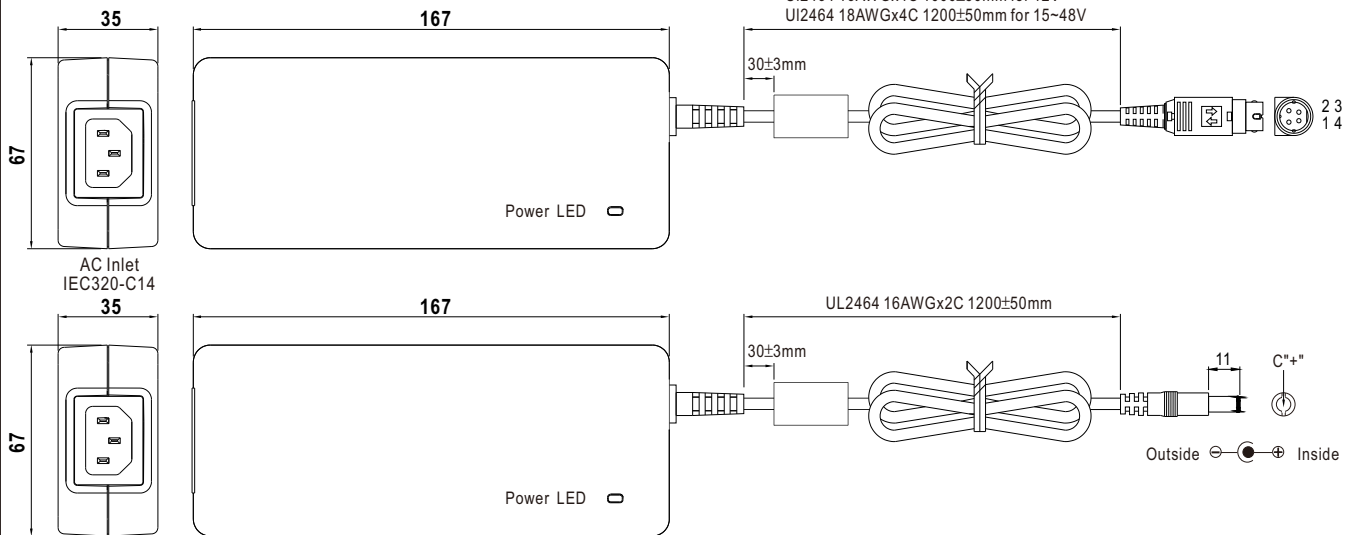 UI2464 18AWGx4C 1200±50mm for 15~48V
35
167
30±3mm
67
2 3
1 4
Power LED
AC Inlet
IEC320-C14
35
167
UL2464 16AWGx2C 1200±50mm
30±3mm
11
C"+"
67
Outside
Inside
Power LED